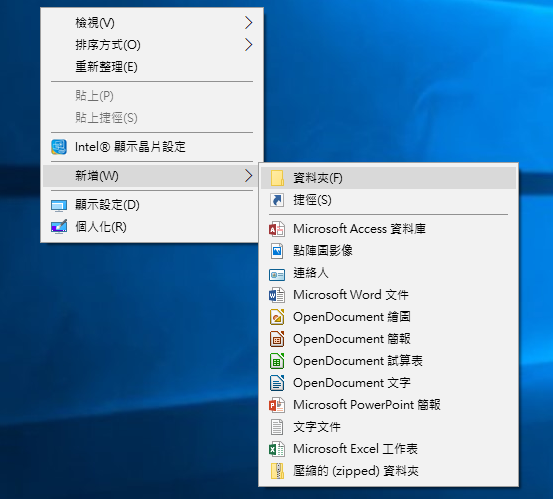 檢視(V)
排序方式(O)
重新整理(E)
貼上(P)
貼上捷徑(S)
Intel® 顯示晶片設定
新增(W)
顯示設定(D)
個人化(R)
資料夾(F)
捷徑(S)
Microsoft Access 資料庫
點陣圖影像
連絡人
Microsoft Word 文件
OpenDocument 繪圖
OpenDocument 簡報
OpenDocument 試算表
OpenDocument 文字
Microsoft PowerPoint 簡報
文字文件
Microsoft Excel 工作表
壓縮的 (zipped) 資料夾